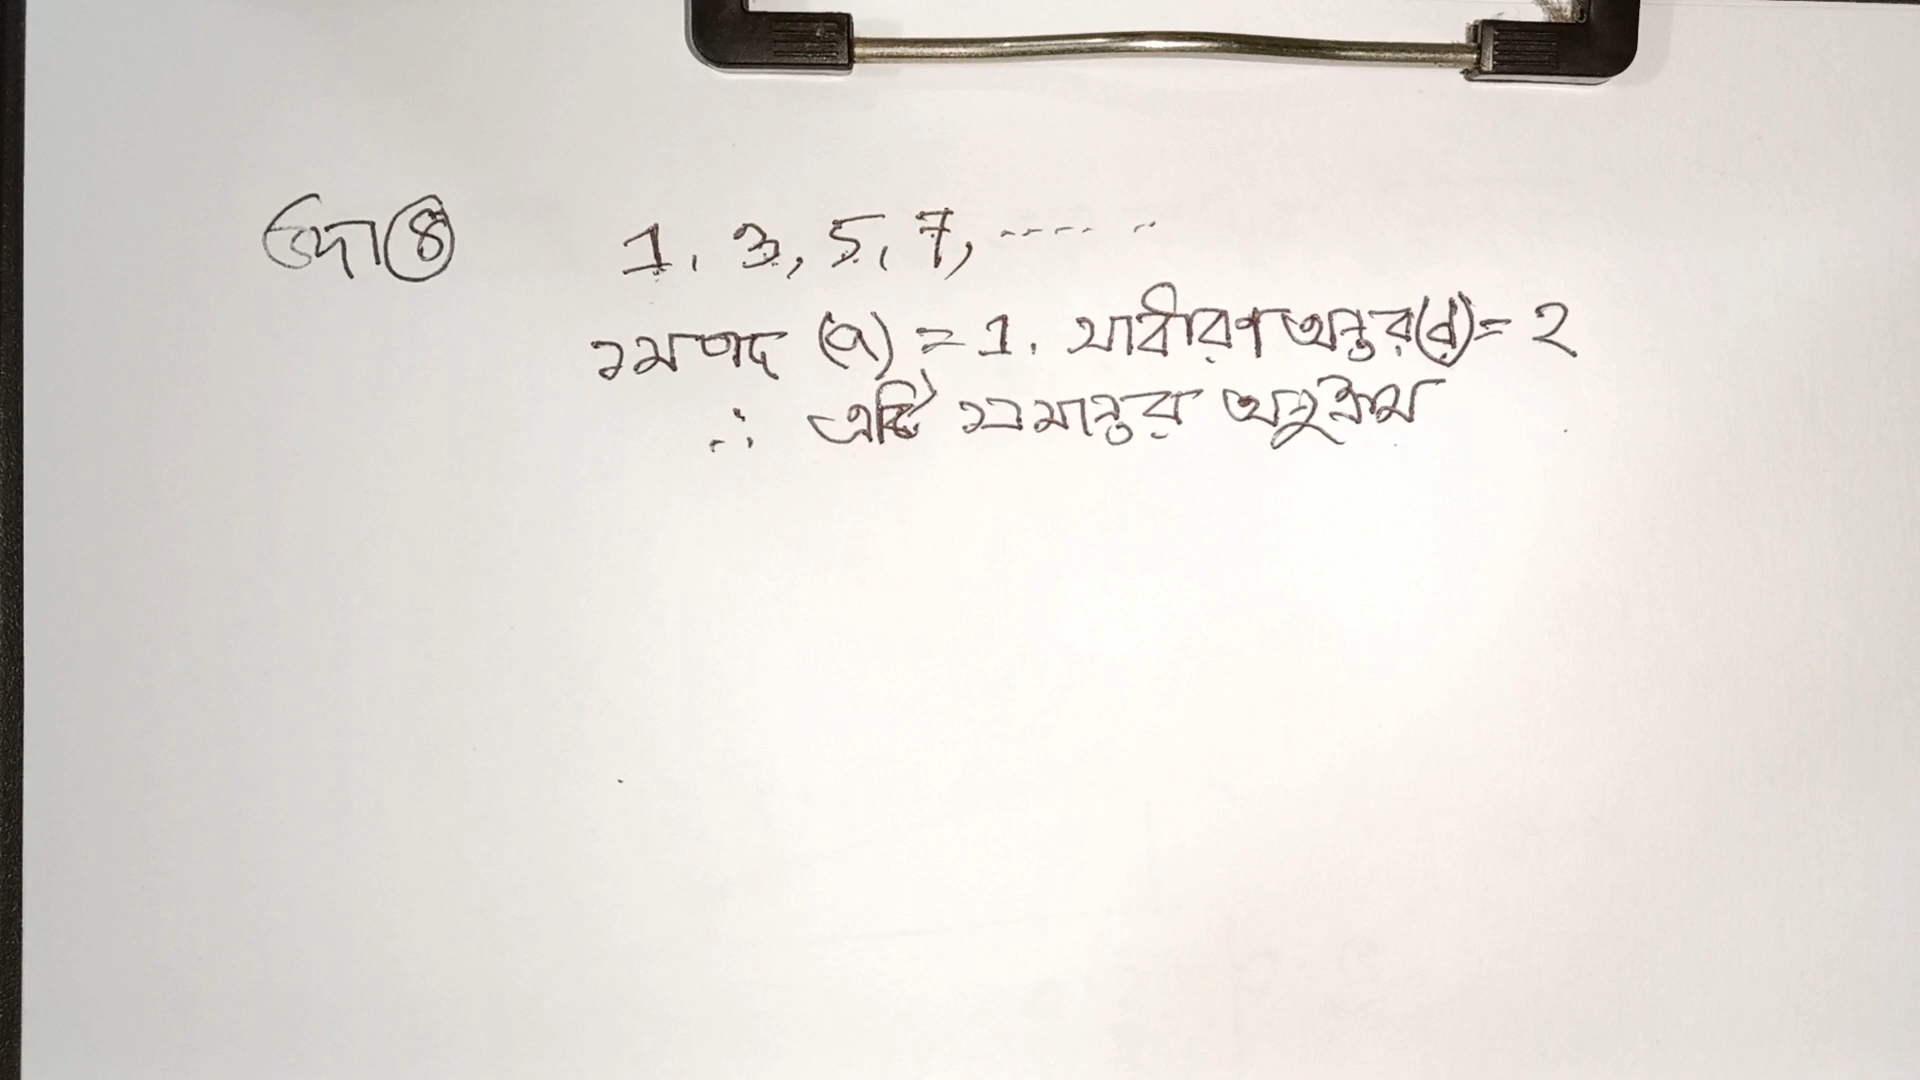 উদা ৪ 1, 3, 5, 7, ........
১ম পদ (a) = 1, সাধারণ অন্তর (d) = 2
∴ এটি সমান্তর অনুক্রম